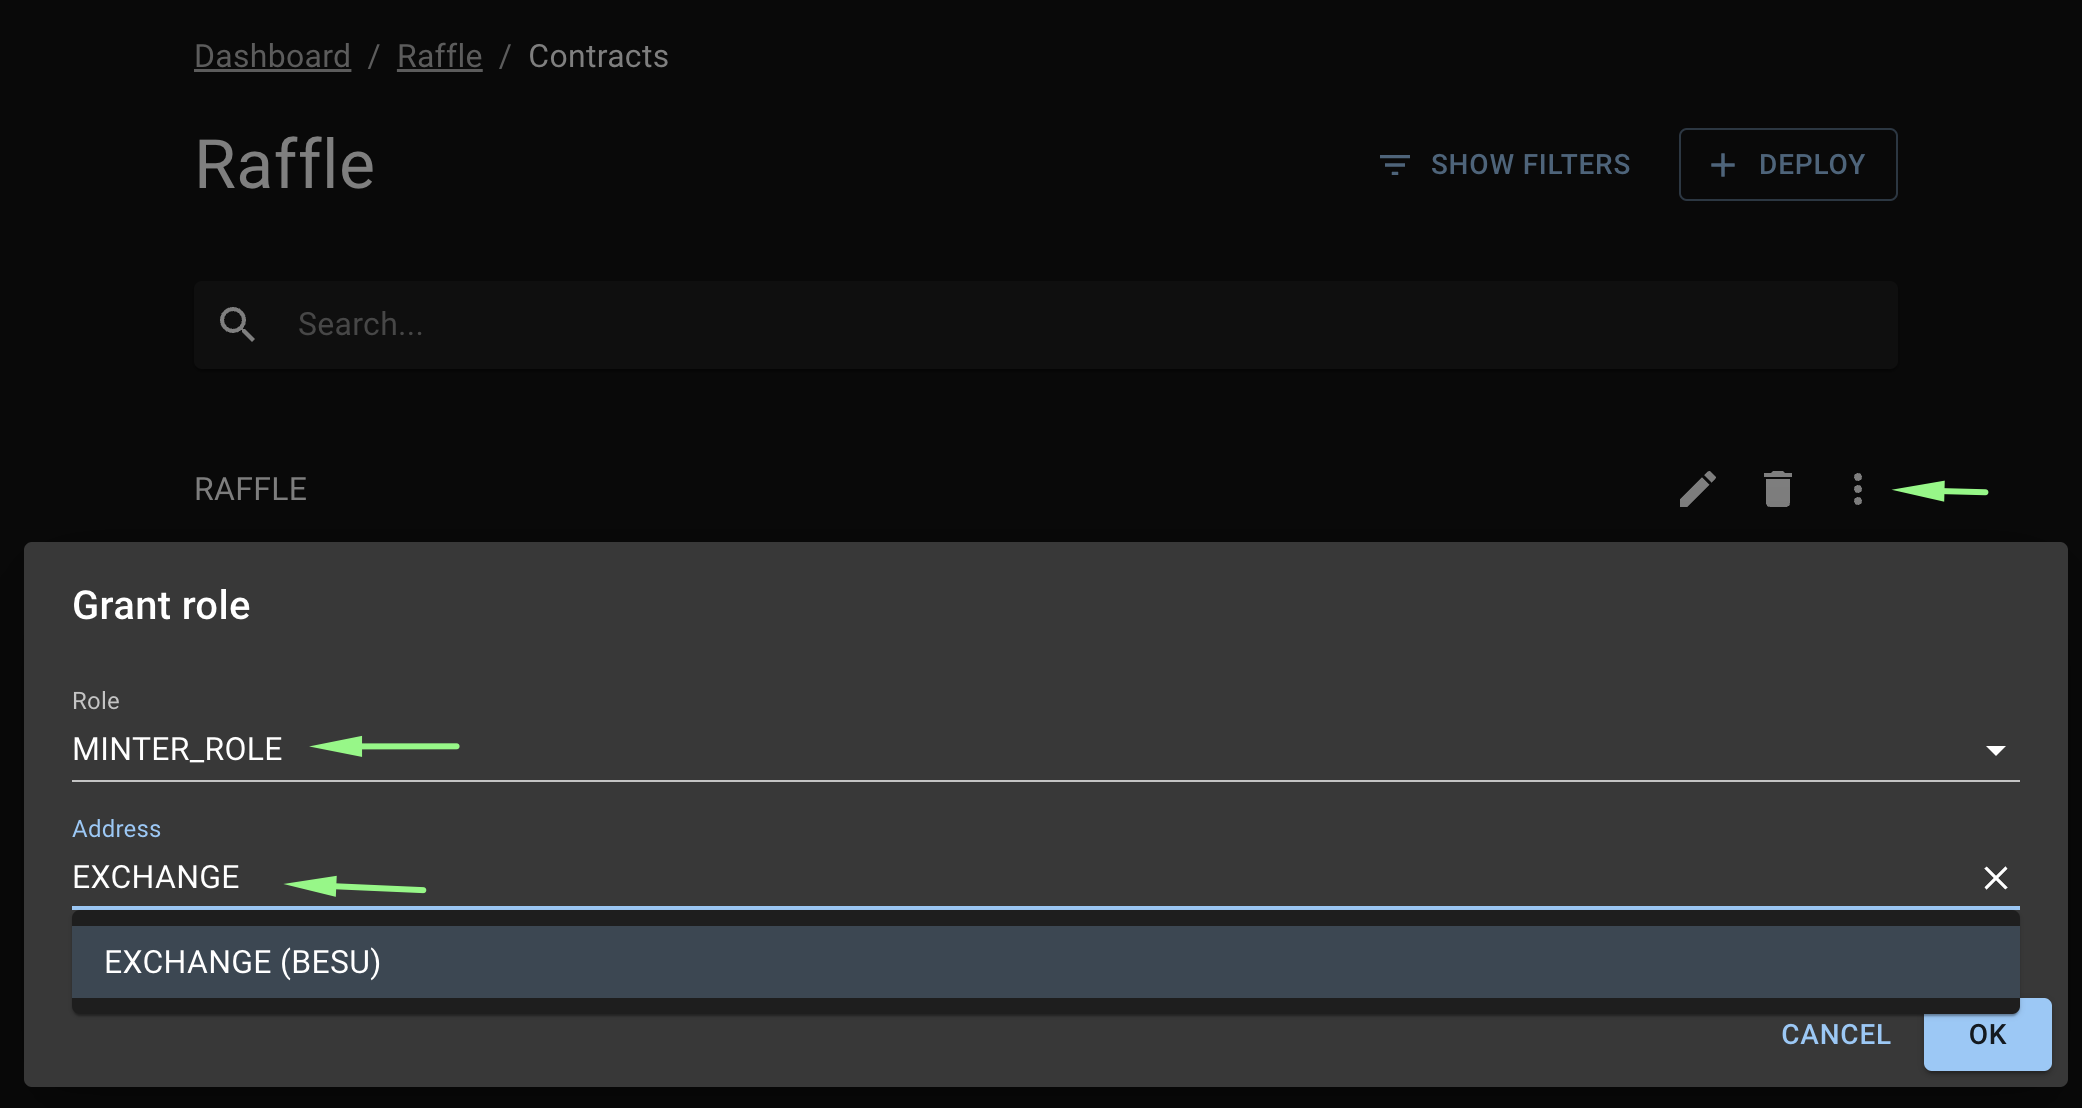 Dashboard / Raffle / Contracts
Raffle
SHOW FILTERS
+ DEPLOY
Search...
RAFFLE
Grant role
Role
MINTER_ROLE
Address
EXCHANGE
EXCHANGE (BESU)
CANCEL
OK